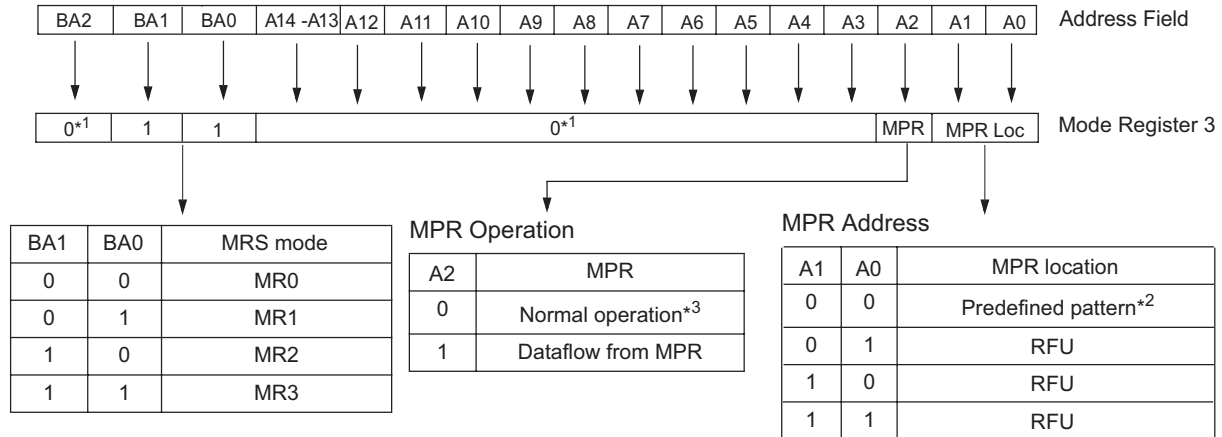 BA2 BA1 BA0 A14 -A13 A12 A11 A10 A9 A8 A7 A6 A5 A4 A3 A2 A1 A0 Address Field
0*1 1 1 0*1 MPR MPR Loc Mode Register 3
BA1 BA0 MRS mode
0 0 MR0
0 1 MR1
1 0 MR2
1 1 MR3
MPR Operation
A2 MPR
0 Normal operation*3
1 Dataflow from MPR
MPR Address
A1 A0 MPR location
0 0 Predefined pattern*2
0 1 RFU
1 0 RFU
1 1 RFU